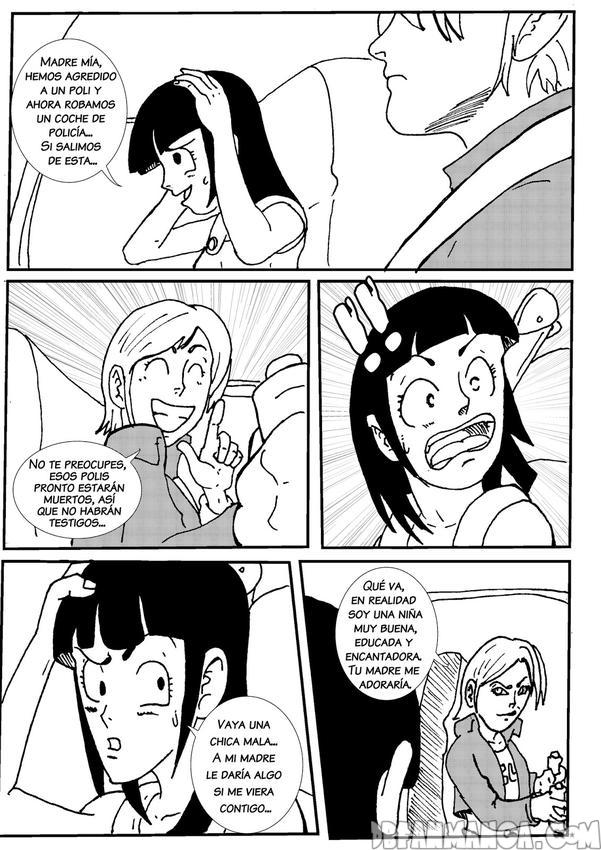 MADRE MÍA,
HEMOS AGREDIDO
A UN POLI Y
AHORA ROBAMOS
UN COCHE DE
POLICÍA...
SI SALIMOS
DE ESTA...
NO TE PREOCUPES,
ESOS POLIS
PRONTO ESTARÁN
MUERTOS, ASÍ
QUE NO HABRÁN
TESTIGOS...
VAYA UNA
CHICA MALA...
A MI MADRE
LE DARÍA ALGO
SI ME VIERA
CONTIGO...
QUÉ VA,
EN REALIDAD
SOY UNA NIÑA
MUY BUENA,
EDUCADA Y
ENCANTADORA.
TU MADRE ME
ADORARÍA.
DBFANMANGA.COM